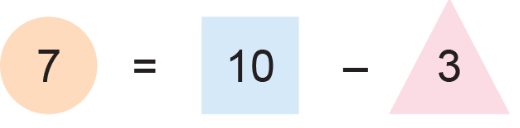 7 = 10 – 3